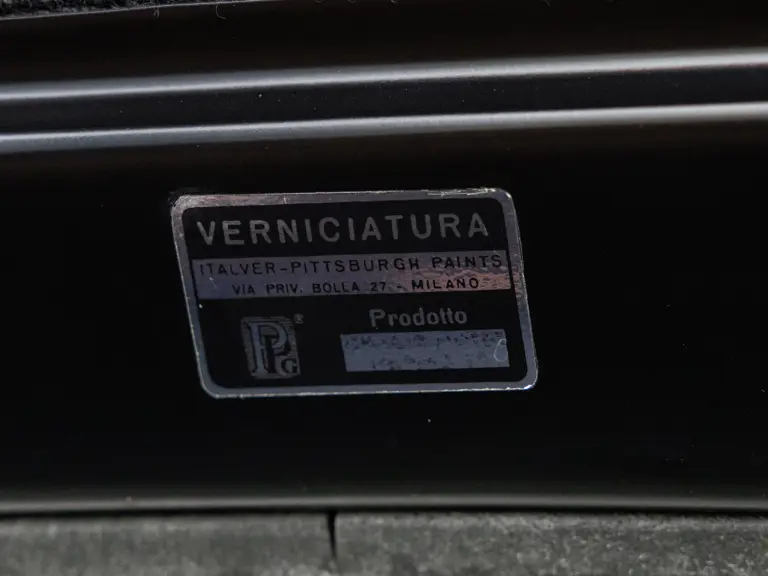 VERNICIATURA
ITALVER-PITTSBURGH PAINTS
VIA PRIV. BOLLA 27 - MILANO
PPG®
Prodotto